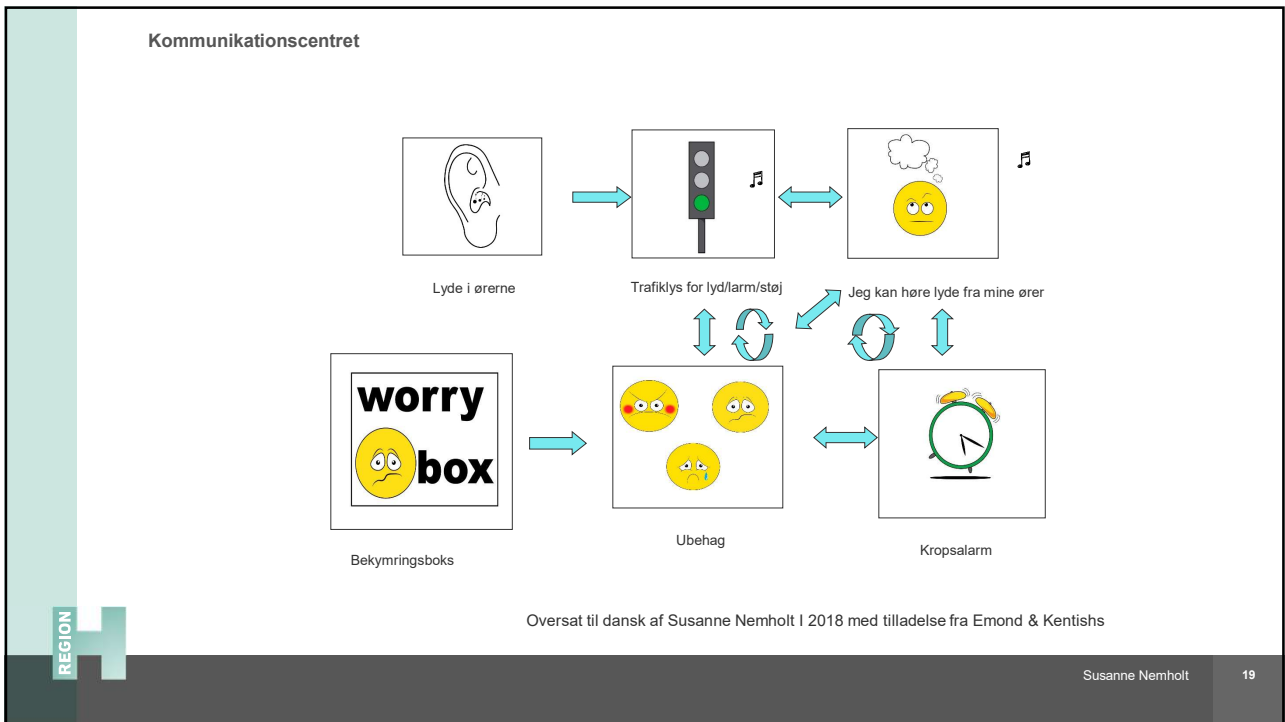 Kommunikationscentret
Lyde i ørerne
Trafiklys for lyd/larm/støj
Jeg kan høre lyde fra mine ører
worry
box
Bekymringsboks
Ubehag
Kropsalarm
Oversat til dansk af Susanne Nemholt I 2018 med tilladelse fra Emond & Kentishs
REGION
H
Susanne Nemholt
19